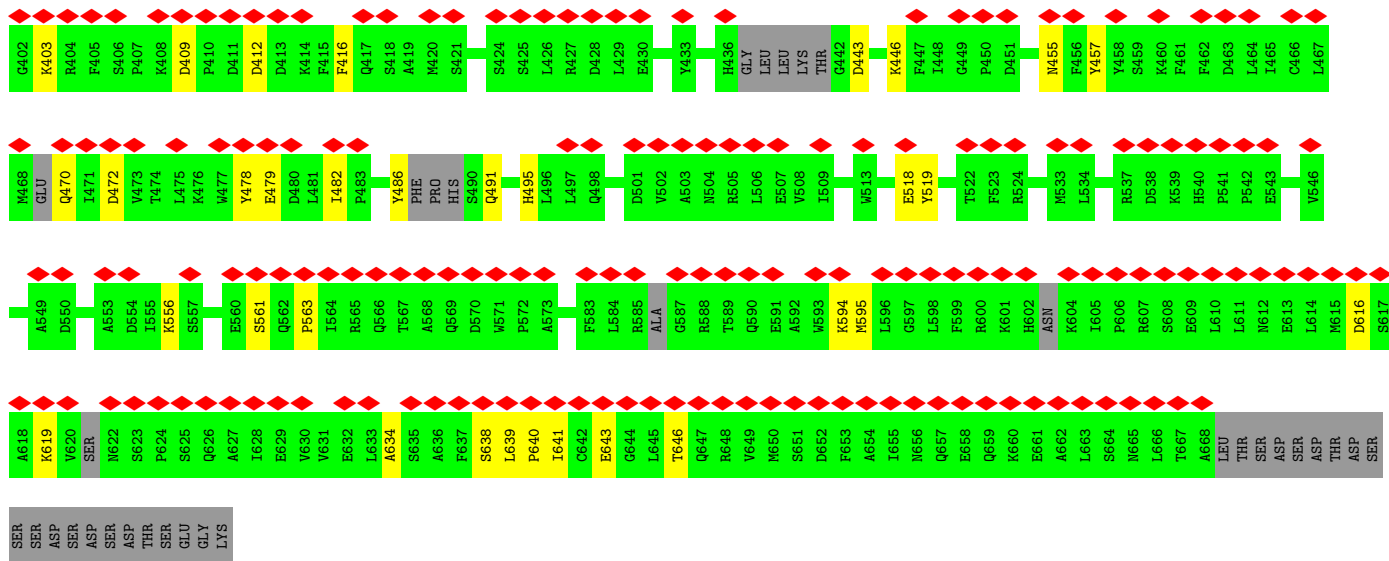 G402 K403 R404 F405 S406 P407 K408 D409 P410 D411 D412 D413 K414 F415 F416 Q417 S418 A419 M420 S421 S424 S425 L426 R427 D428 L429 E430 Y433 H436 GLY LEU LEU LYS THR G442 D443 K446 F447 I448 G449 P450 D451 N455 F456 Y457 Y458 S459 K460 F461 F462 D463 L464 I465 C466 L467
M468 GLU Q470 I471 D472 V473 T474 L475 K476 W477 Y478 E479 D480 L481 I482 P483 Y486 PHE PRO HIS S490 Q491 H495 L496 L497 Q498 D501 V502 A503 N504 R505 L506 E507 V508 I509 W513 E518 Y519 T522 F523 R524 M533 L534 R537 D538 K539 H540 P541 P542 E543 V546
A549 D550 A553 D554 I555 K556 S557 E560 S561 Q562 P563 I564 R565 Q566 T567 A568 Q569 D570 W571 P572 A573 F583 L584 R585 ALA G587 R588 T589 Q590 E591 A592 W593 K594 M595 L596 G597 L598 F599 R600 K601 H602 ASN K604 I605 P606 R607 S608 E609 L610 L611 N612 E613 L614 M615 D616 S617
A618 K619 V620 SER N622 S623 P624 S625 Q626 A627 I628 E629 V630 V631 E632 L633 A634 S635 A636 F637 S638 L639 P640 I641 C642 E643 G644 L645 T646 Q647 R648 V649 M650 S651 D652 F653 A654 I655 N656 Q657 E658 Q659 K660 E661 A662 L663 S664 N665 L666 T667 A668 LEU THR SER ASP SER ASP THR ASP SER
SER SER ASP SER ASP SER ASP THR SER GLU GLY LYS